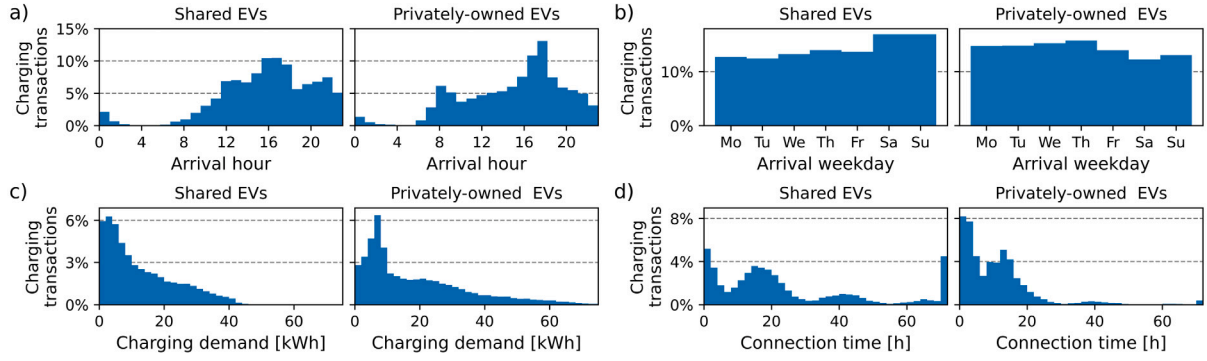 a)
Shared EVs
Privately-owned EVs
Charging
transactions
15%
10%
5%
0%
0 4 8 12 16 20
0 4 8 12 16 20
Arrival hour
Arrival hour
b)
Shared EVs
Privately-owned EVs
Charging
transactions
10%
0%
Mo Tu We Th Fr Sa Su
Mo Tu We Th Fr Sa Su
Arrival weekday
Arrival weekday
c)
Shared EVs
Privately-owned EVs
Charging
transactions
6%
3%
0%
0 20 40 60
0 20 40 60
Charging demand [kWh]
Charging demand [kWh]
d)
Shared EVs
Privately-owned EVs
Charging
transactions
8%
4%
0%
0 20 40 60
0 20 40 60
Connection time [h]
Connection time [h]